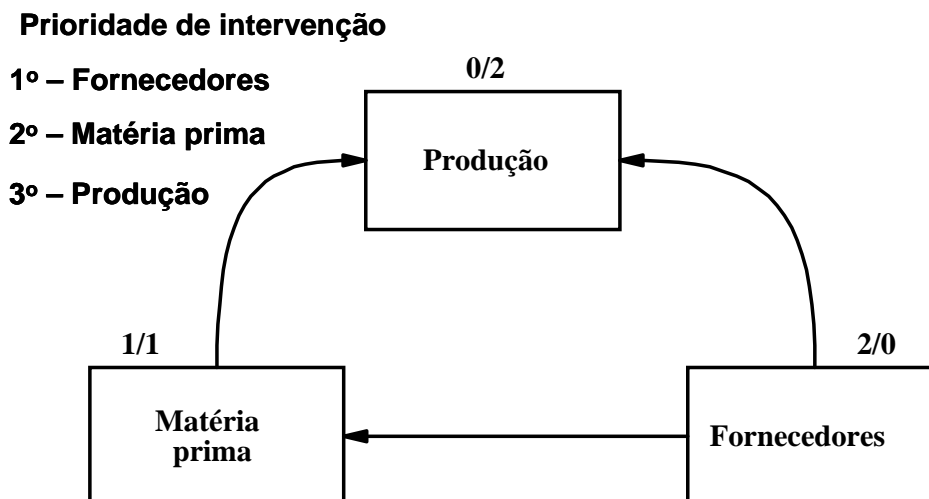 Prioridade de intervenção
1º – Fornecedores
2º – Matéria prima
3º – Produção
0/2
Produção
1/1
2/0
Matéria
prima
Fornecedores